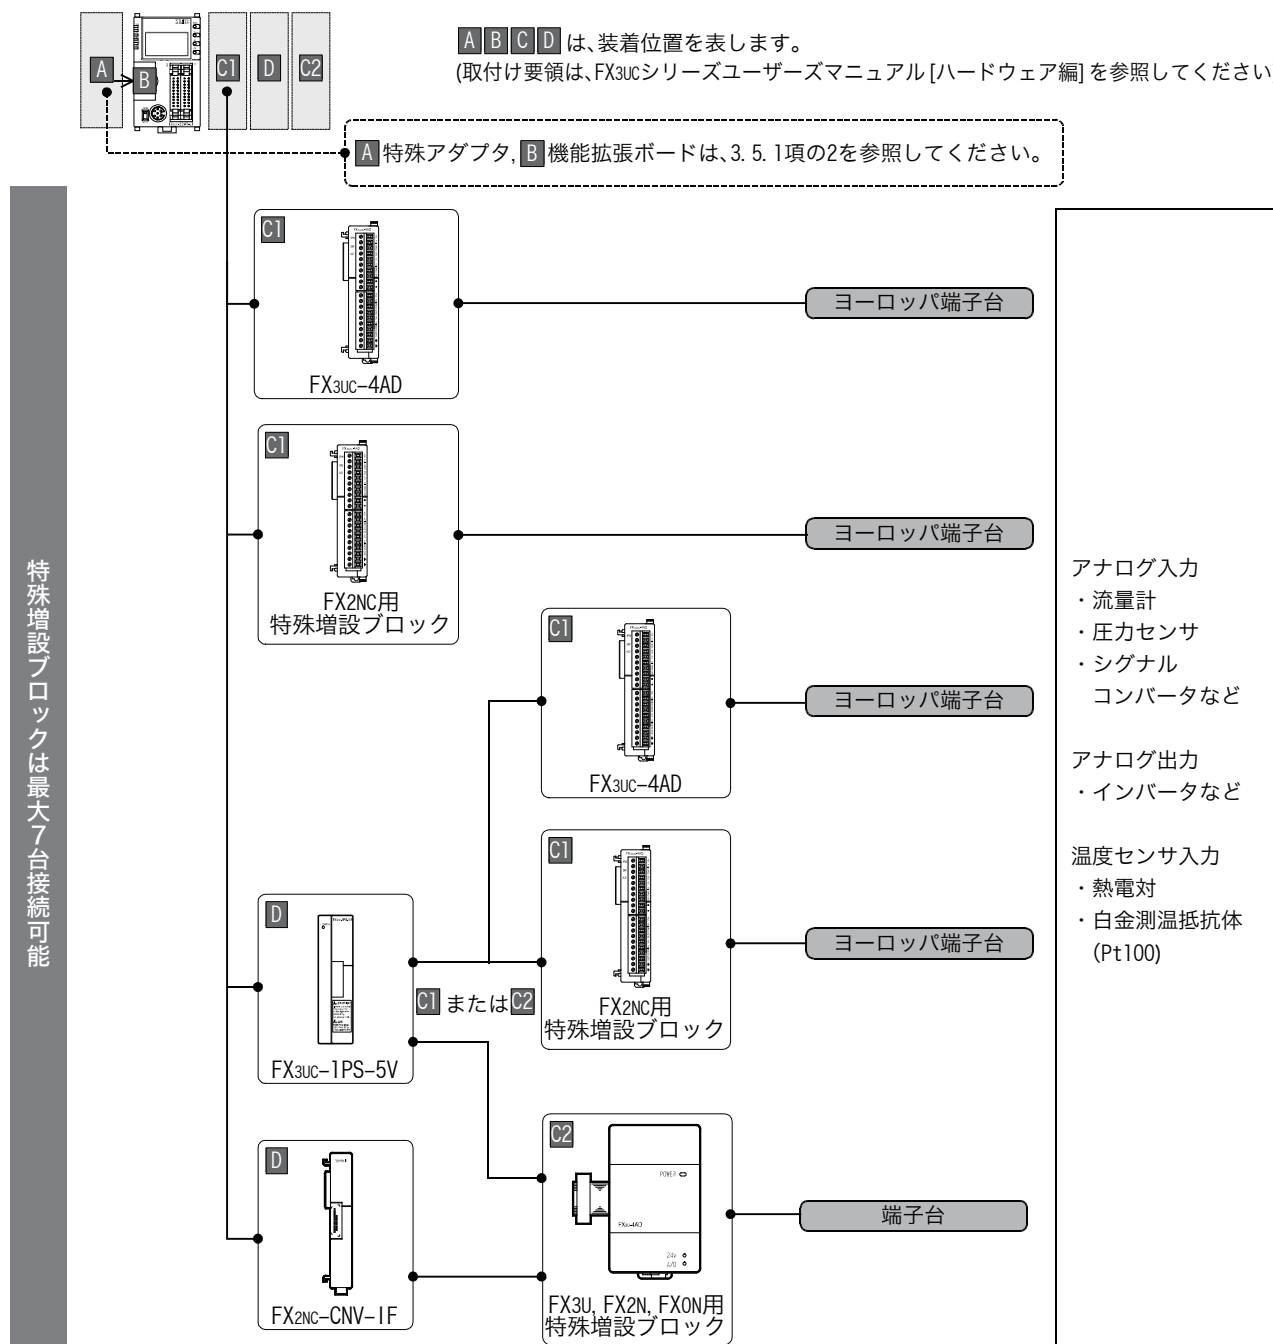 A B C D は、装着位置を表します。
(取付け要領は、FX3UCシリーズユーザーズマニュアル [ハードウェア編] を参照してください
A B C1 D C2
A 特殊アダプタ, B 機能拡張ボードは、3. 5. 1項の2を参照してください。
特殊増設ブロックは最大7台接続可能
C1
FX3UC-4AD
ヨーロッパ端子台
C1
FX2NC用
特殊増設ブロック
ヨーロッパ端子台
C1
FX3UC-4AD
ヨーロッパ端子台
C1
FX2NC用
特殊増設ブロック
ヨーロッパ端子台
D
FX3UC-1PS-5V
C1 または C2
D
FX2NC-CNV-IF
C2
POWER
FX3U-4AD
24V
A/D
FX3U, FX2N, FX0N用
特殊増設ブロック
端子台
アナログ入力
・流量計
・圧力センサ
・シグナル
コンバータなど
アナログ出力
・インバータなど
温度センサ入力
・熱電対
・白金測温抵抗体
(Pt100)